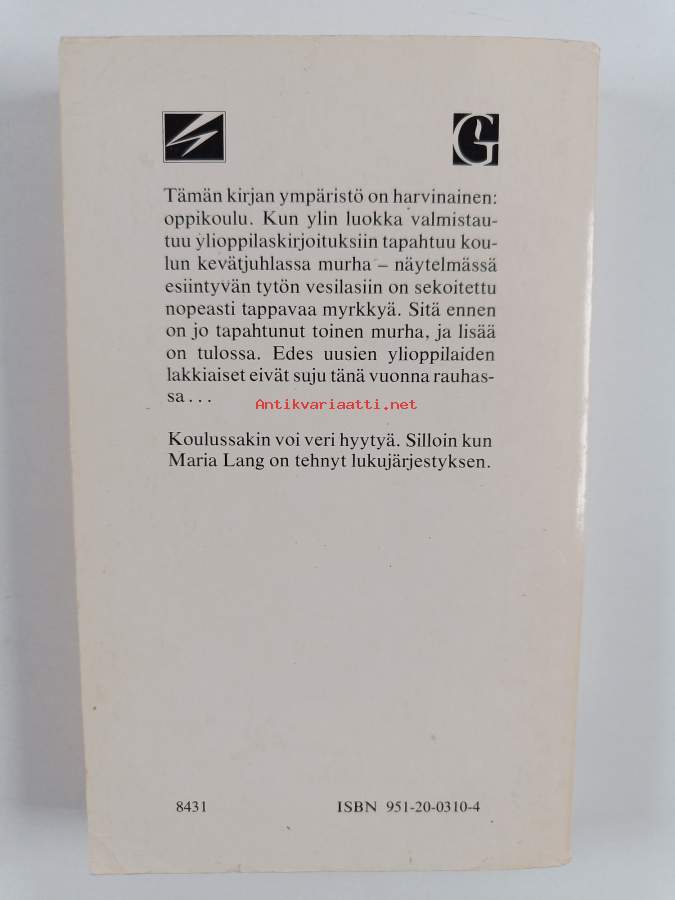 G
Tämän kirjan ympäristö on harvinainen:
oppikoulu. Kun ylin luokka valmistau-
tuu ylioppilaskirjoituksiin tapahtuu kou-
lun kevätjuhlassa murha – näytelmässä
esiintyvän tytön vesilasiin on sekoitettu
nopeasti tappavaa myrkkyä. Sitä ennen
on jo tapahtunut toinen murha, ja lisää
on tulossa. Edes uusien ylioppilaiden
lakkiaiset eivät suju tänä vuonna rauhas-
sa...
Antikvariaatti.net
Koulussakin voi veri hyytyä. Silloin kun
Maria Lang on tehnyt lukujärjestyksen.
8431 ISBN 951-20-0310-4